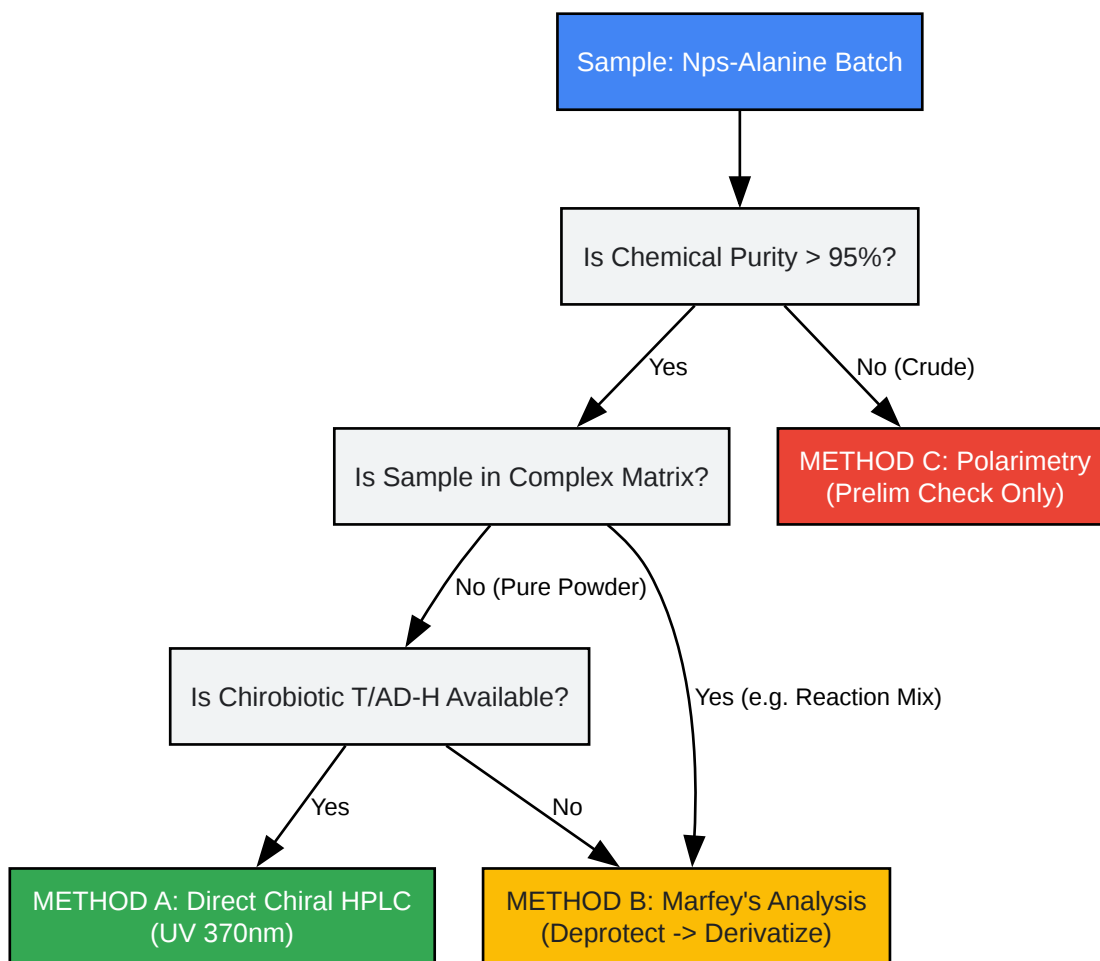 Sample: Nps-Alanine Batch
Is Chemical Purity > 95%?
Yes
No (Crude)
Is Sample in Complex Matrix?
METHOD C: Polarimetry
(Prelim Check Only)
No (Pure Powder)
Is Chirobiotic T/AD-H Available?
Yes (e.g. Reaction Mix)
Yes
No
METHOD A: Direct Chiral HPLC
(UV 370nm)
METHOD B: Marfey's Analysis
(Deprotect -> Derivatize)